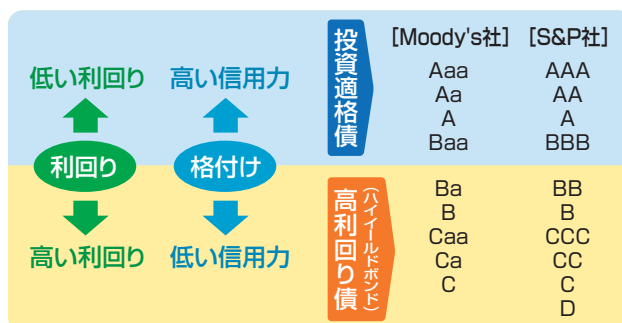 低い利回り
高い信用力
利回り
格付け
高い利回り
低い信用力
投資適格債
[Moody's社] [S&P社]
Aaa AAA
Aa AA
A A
Baa BBB
高利回り債
(ハイイールドボンド)
Ba BB
B B
Caa CCC
Ca CC
C C
D